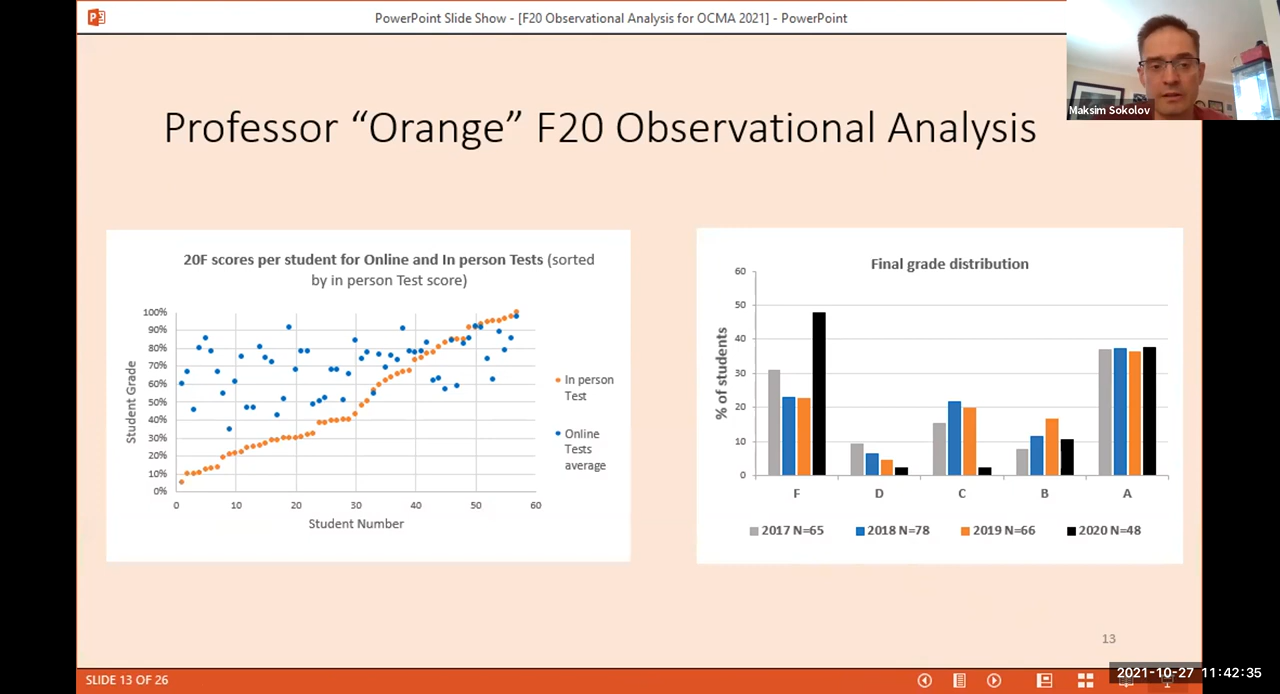 PowerPoint Slide Show - [F20 Observational Analysis for OCMA 2021] - PowerPoint
Maksim Sokolov
Professor “Orange” F20 Observational Analysis
20F scores per student for Online and In person Tests (sorted
by in person Test score)
Student Grade
100%
90%
80%
70%
60%
50%
40%
30%
20%
10%
0%
0 10 20 30 40 50 60
Student Number
In person
Test
Online
Tests
average
Final grade distribution
% of students
60
50
40
30
20
10
0
F D C B A
2017 N=65 2018 N=78 2019 N=66 2020 N=48
13
SLIDE 13 OF 26
2021-10-27 11:42:35